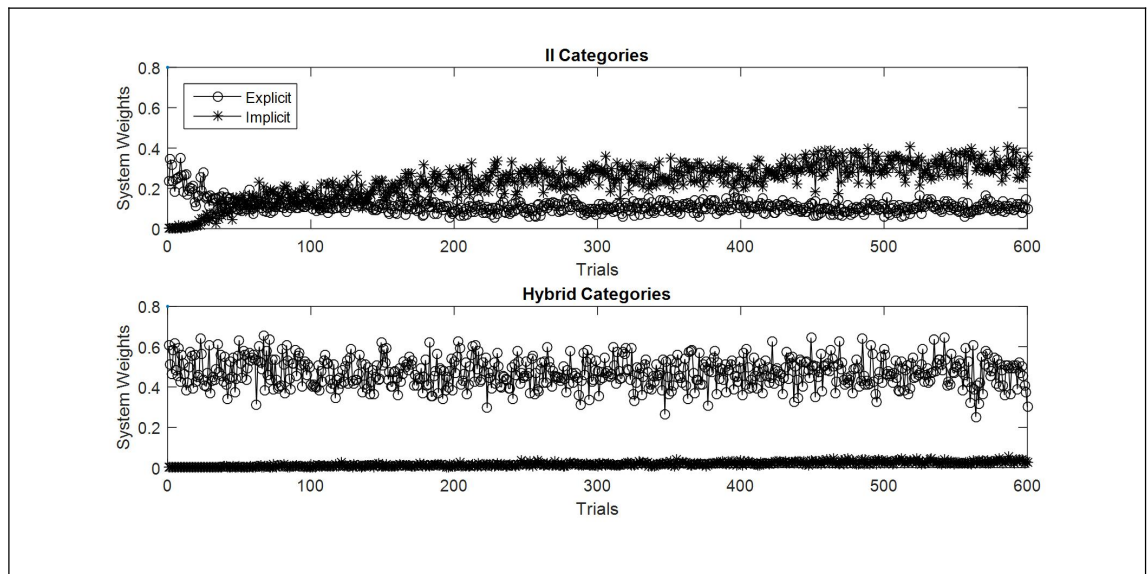 II Categories
0.8
0.6
0.4
0.2
0
System Weights
Explicit
Implicit
0 100 200 300 400 500 600
Trials
Hybrid Categories
0.8
0.6
0.4
0.2
0
System Weights
0 100 200 300 400 500 600
Trials